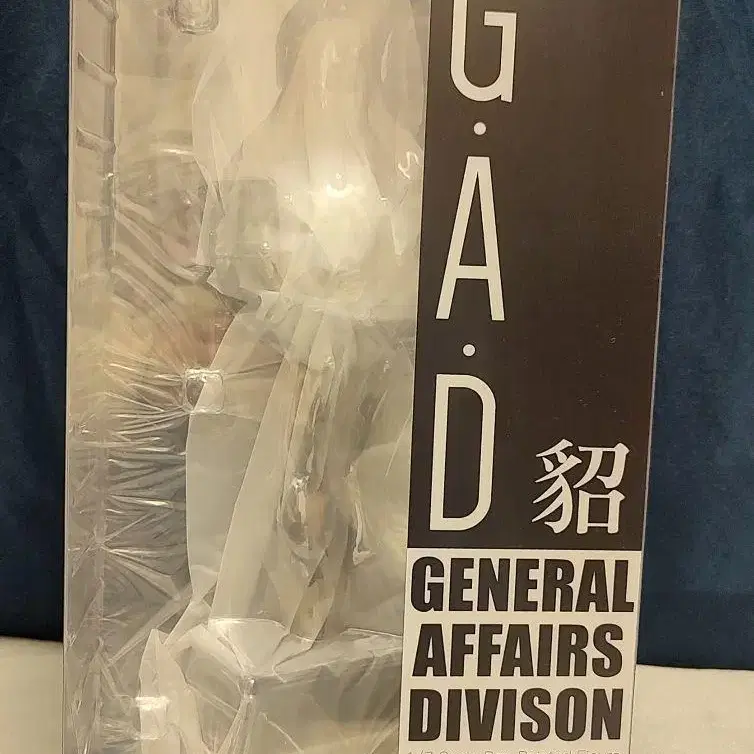 G·A·D
貂
GENERAL
AFFAIRS
DIVISON